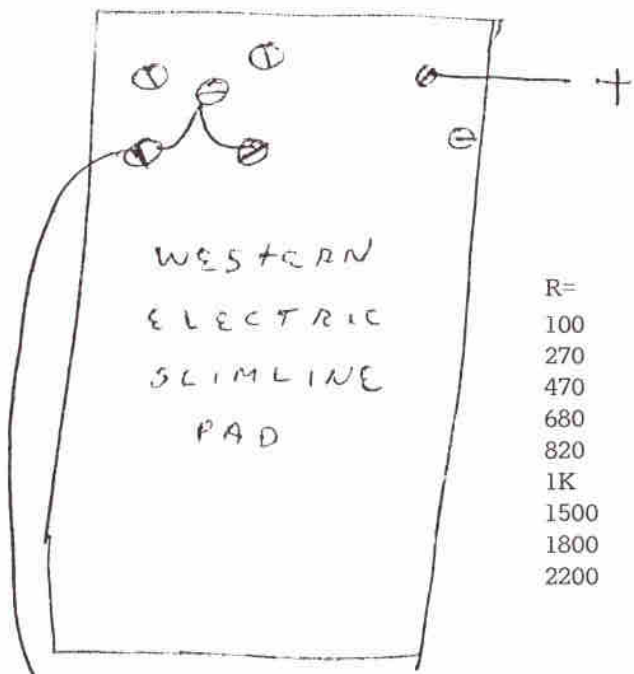 +
WESTERN
ELECTRIC
SLIMLINE
PAD
R=
100
270
470
680
820
1K
1500
1800
2200